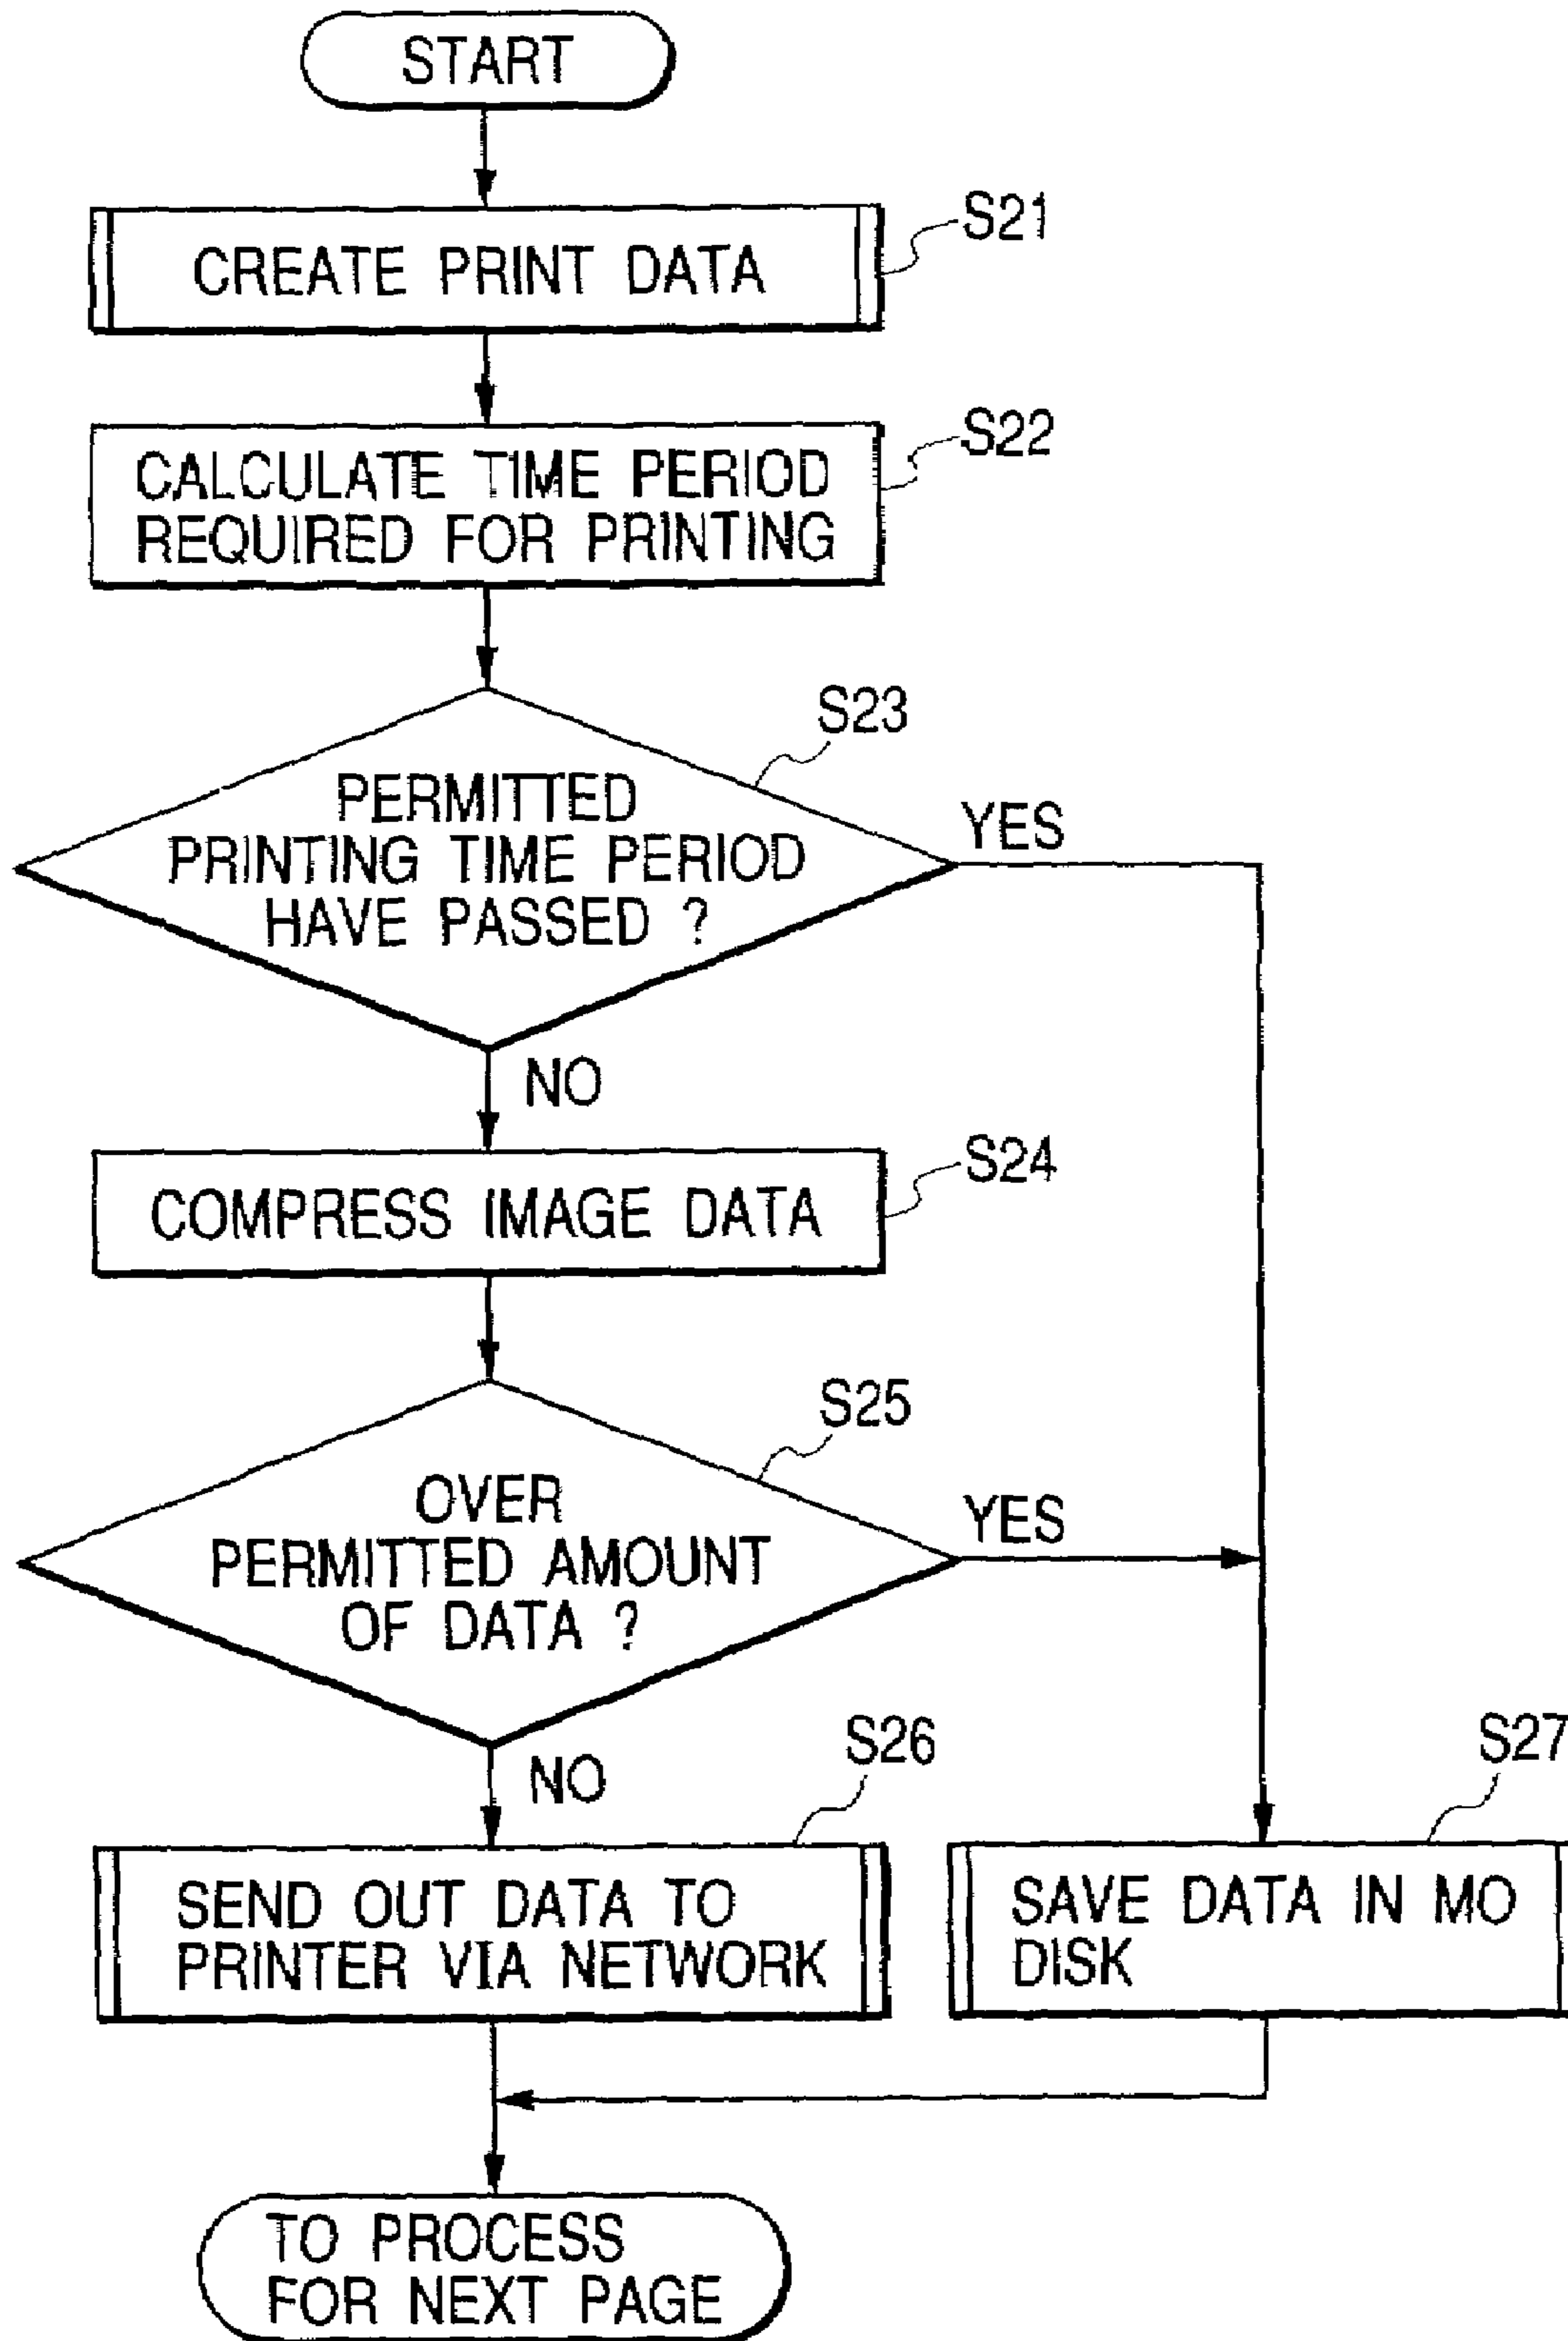 START
S21
CREATE PRINT DATA
S22
CALCULATE TIME PERIOD
REQUIRED FOR PRINTING
S23
PERMITTED
PRINTING TIME PERIOD
HAVE PASSED ?
YES
NO
S24
COMPRESS IMAGE DATA
S25
OVER
PERMITTED AMOUNT
OF DATA ?
YES
NO
S26
SEND OUT DATA TO
PRINTER VIA NETWORK
S27
SAVE DATA IN MO
DISK
TO PROCESS
FOR NEXT PAGE